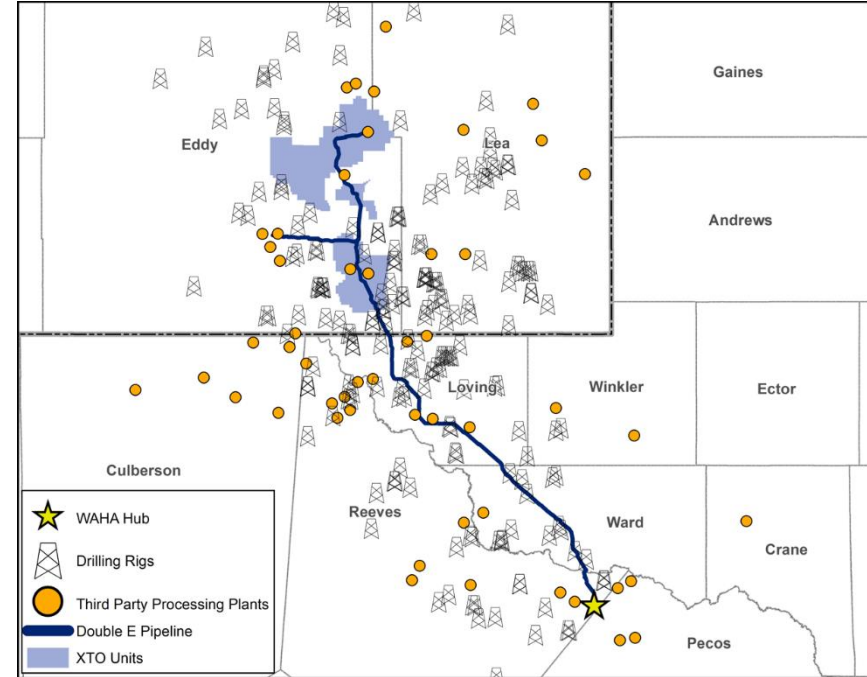 Gaines
Eddy
Lea
Andrews
Loving
Winkler
Ector
Culberson
Reeves
Ward
Crane
Pecos
WAHA Hub
Drilling Rigs
Third Party Processing Plants
Double E Pipeline
XTO Units